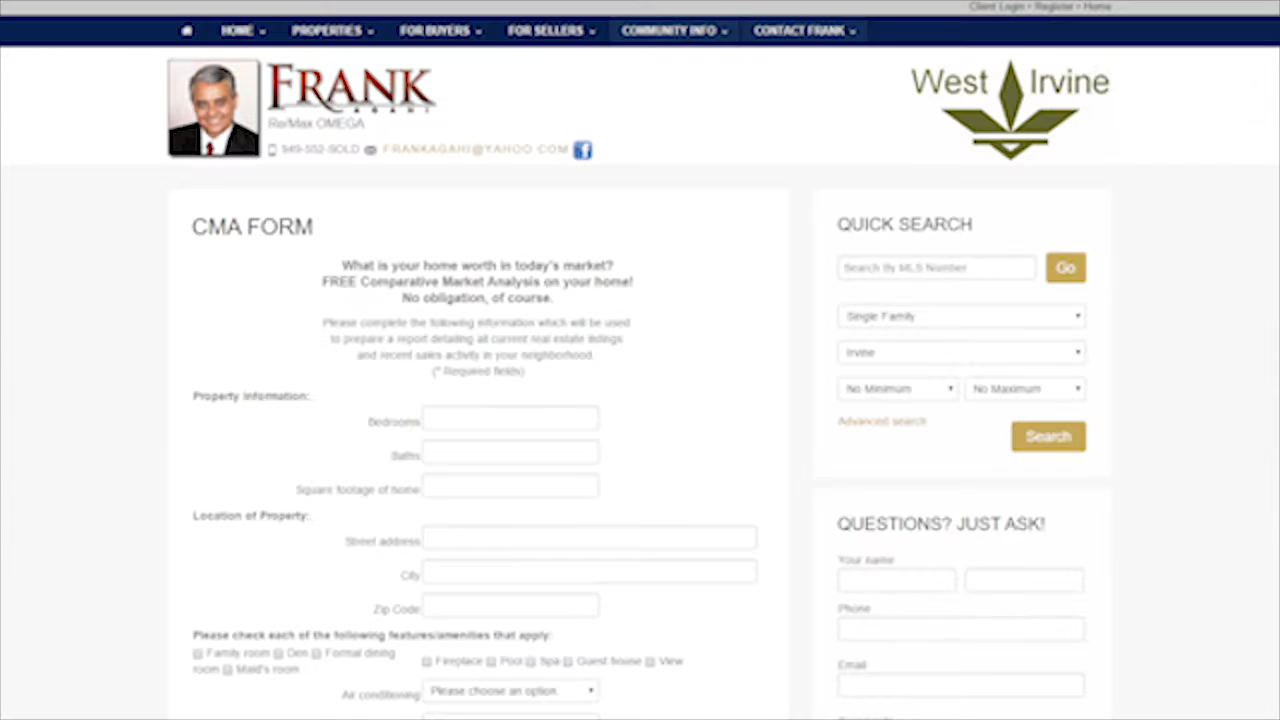 Client Login • Register • Home
HOME PROPERTIES FOR BUYERS FOR SELLERS COMMUNITY INFO CONTACT FRANK
FRANK
AGAHI
Re/Max OMEGA
949-552-SOLD FRANKAGAHI@YAHOO.COM
West Irvine
CMA FORM
What is your home worth in today's market?
FREE Comparative Market Analysis on your home!
No obligation, of course.
Please complete the following information which will be used
to prepare a report detailing all current real estate listings
and recent sales activity in your neighborhood.
(* Required fields)
Property Information:
Bedrooms
Baths
Square footage of home
Location of Property:
Street address
City
Zip Code
Please check each of the following features/amenities that apply:
Family room Den Formal dining
room Maid's room
Fireplace Pool Spa Guest house View
Air conditioning Please choose an option
QUICK SEARCH
Search By MLS Number Go
Single Family
Irvine
No Minimum No Maximum
Advanced search
Search
QUESTIONS? JUST ASK!
Your name
Phone
Email